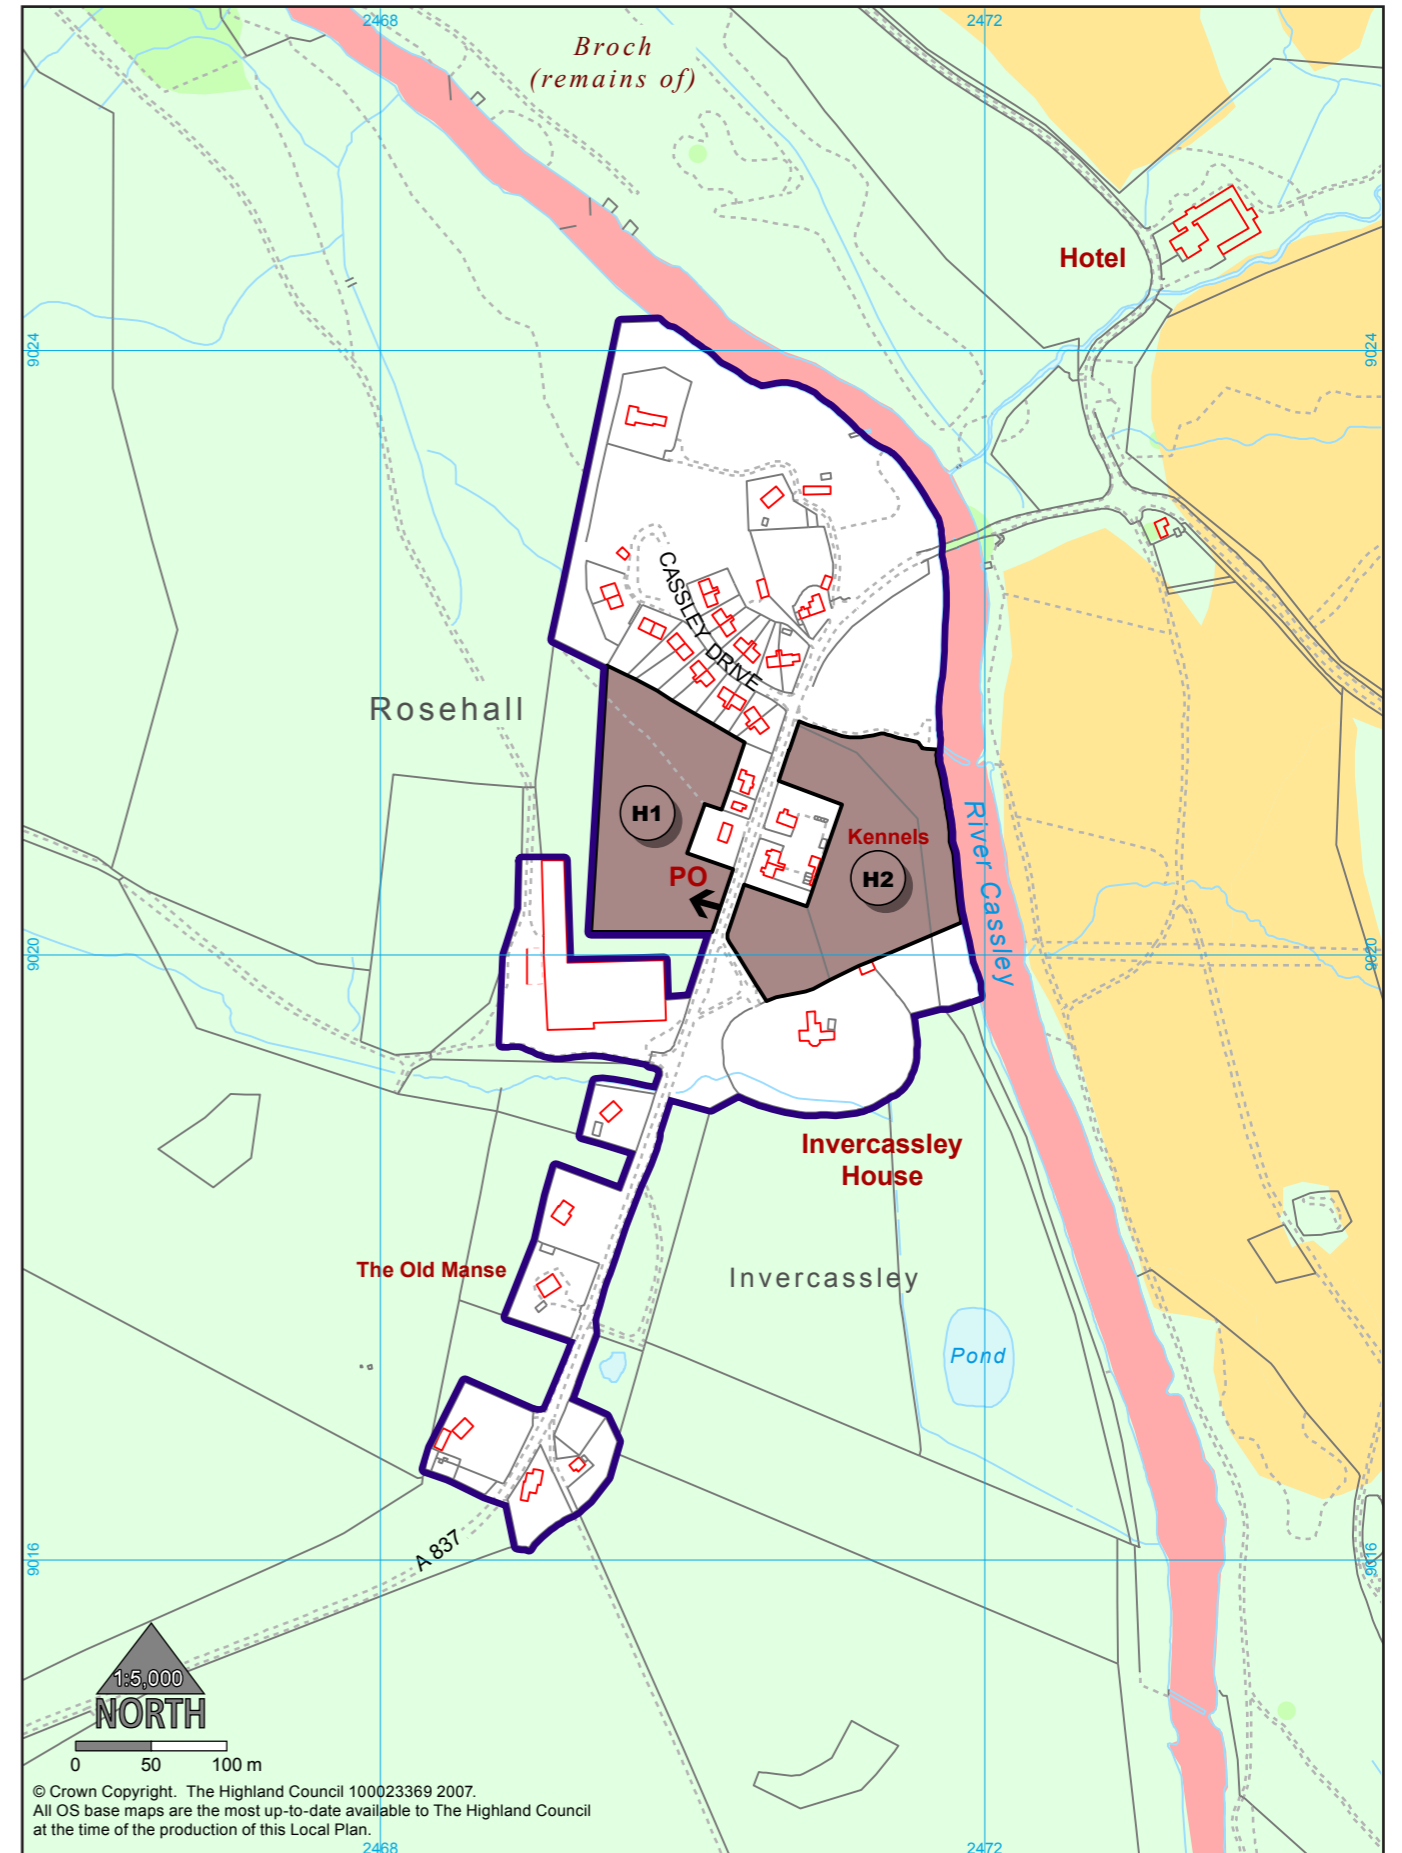 2468
2472
Broch
(remains of)
Hotel
9024
9024
CASSLEY DRIVE
Rosehall
H1
Kennels
H2
PO
River Cassley
9020
9020
Invercassley
House
The Old Manse
Invercassley
Pond
A 837
9016
9016
1:5,000
NORTH
0 50 100 m
© Crown Copyright. The Highland Council 100023369 2007.
All OS base maps are the most up-to-date available to The Highland Council
at the time of the production of this Local Plan.
2468
2472